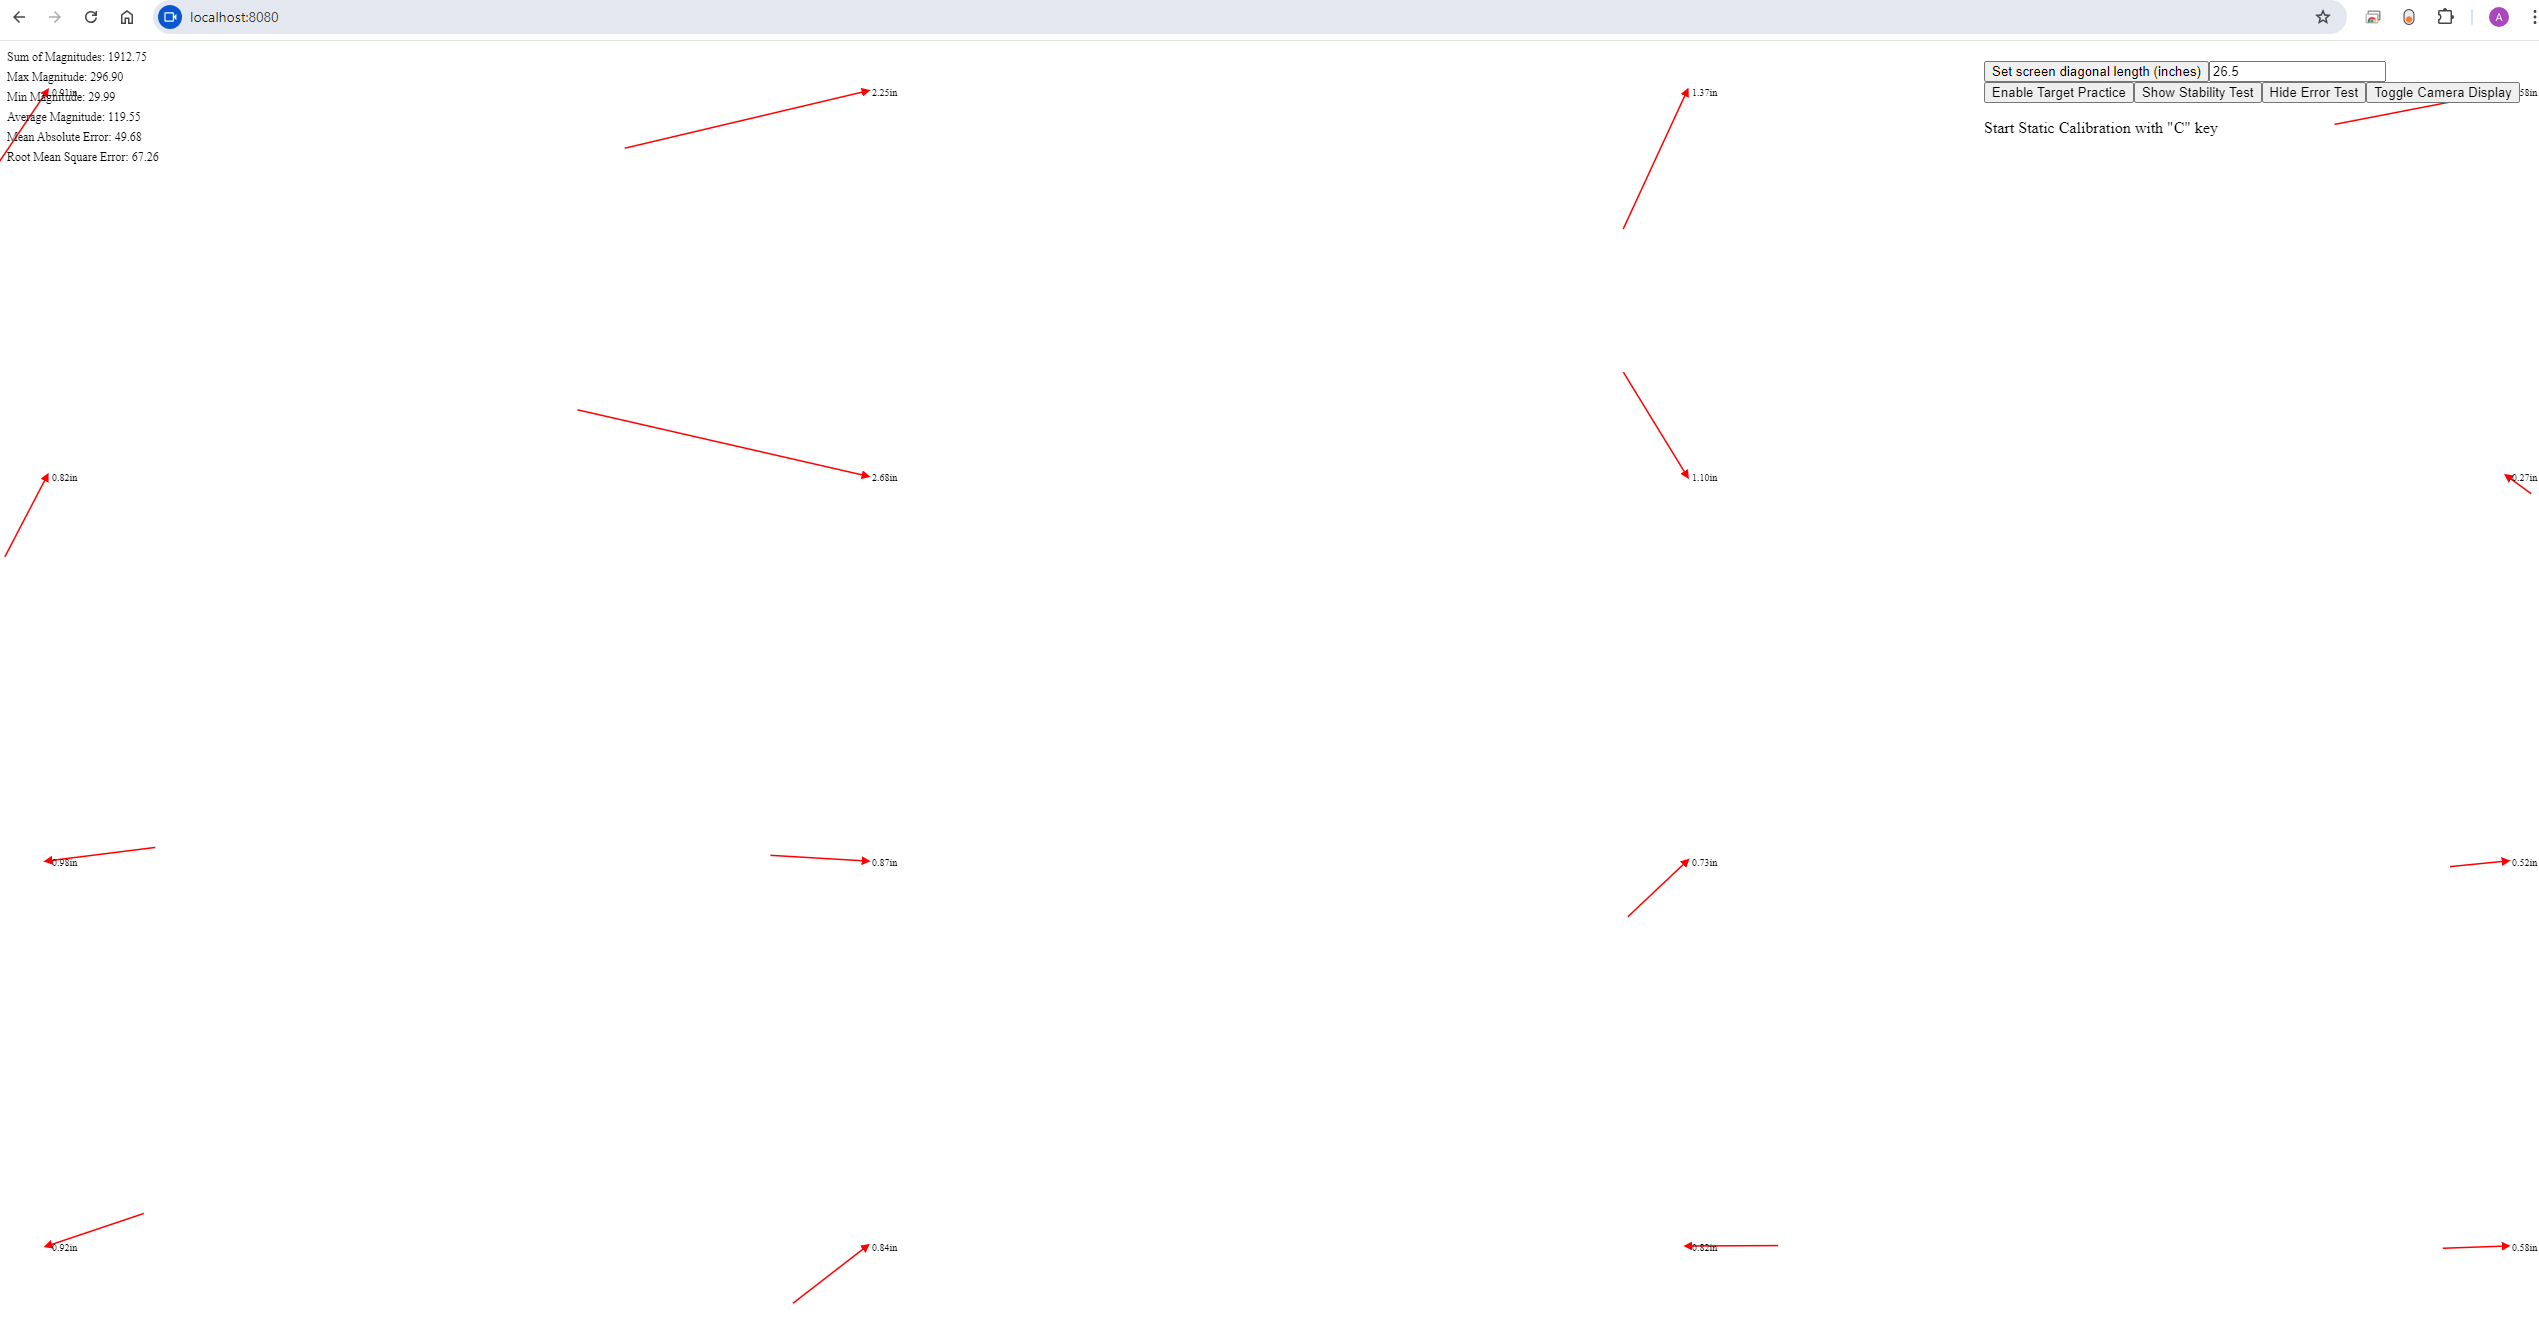 localhost:8080
A
Sum of Magnitudes: 1912.75
Max Magnitude: 296.90
0.91in
Min Magnitude: 29.99
Average Magnitude: 119.55
Mean Absolute Error: 49.68
Root Mean Square Error: 67.26
2.25in
1.37in
Set screen diagonal length (inches) 26.5
Enable Target Practice Show Stability Test Hide Error Test Toggle Camera Display
58in
Start Static Calibration with "C" key
0.82in
2.68in
1.10in
0.27in
0.98in
0.87in
0.73in
0.52in
0.92in
0.84in
0.82in
0.58in